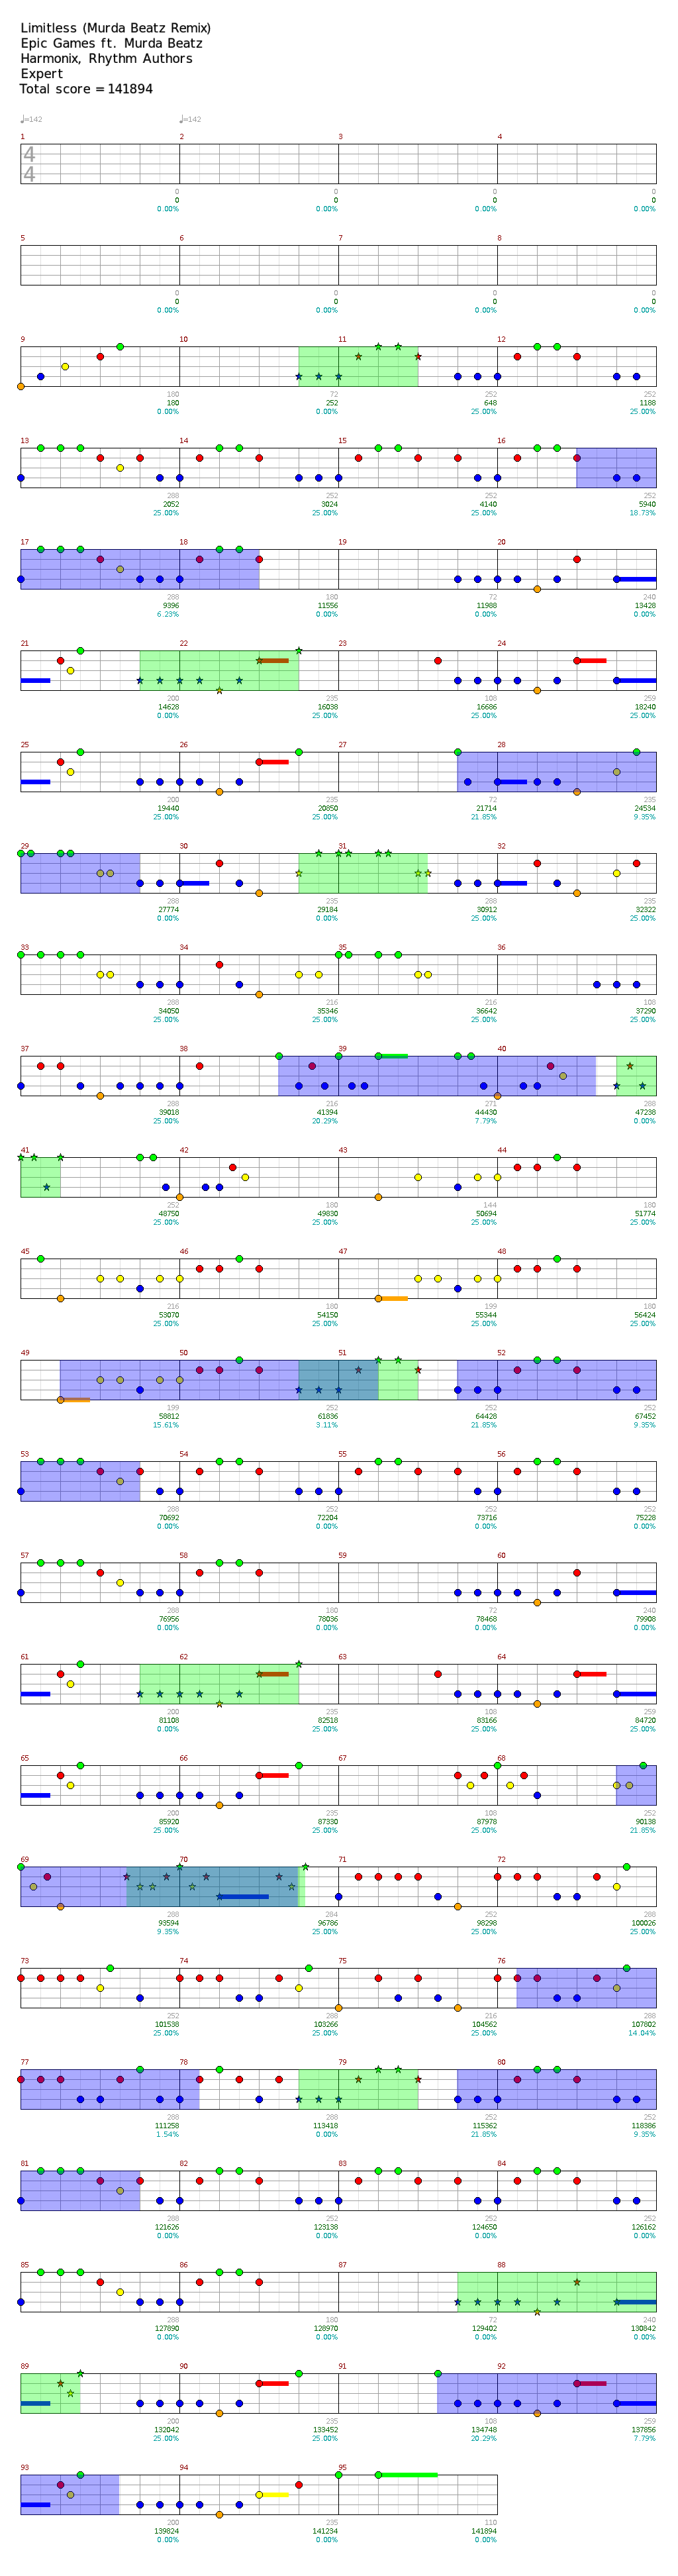 Limitless (Murda Beatz Remix)
Epic Games ft. Murda Beatz
Harmonix, Rhythm Authors
Expert
Total score = 141894
♩=142 ♩=142
1 2 3 4
4
4
0 0 0 0
0 0 0 0
0.00% 0.00% 0.00% 0.00%
5 6 7 8
0 0 0 0
0 0 0 0
0.00% 0.00% 0.00% 0.00%
9 10 11 12
180 72 252 252
180 252 648 1188
0.00% 0.00% 25.00% 25.00%
13 14 15 16
288 252 252 252
2052 3024 4140 5940
25.00% 25.00% 25.00% 18.73%
17 18 19 20
288 180 72 240
9396 11556 11988 13428
6.23% 0.00% 0.00% 0.00%
21 22 23 24
200 235 108 259
14628 16038 16686 18240
0.00% 25.00% 25.00% 25.00%
25 26 27 28
200 235 72 235
19440 20850 21714 24534
25.00% 25.00% 21.85% 9.35%
29 30 31 32
288 235 288 235
27774 29184 30912 32322
0.00% 0.00% 25.00% 25.00%
33 34 35 36
288 216 216 108
34050 35346 36642 37290
25.00% 25.00% 25.00% 25.00%
37 38 39 40
288 216 271 288
39018 41394 44430 47238
25.00% 20.29% 7.79% 0.00%
41 42 43 44
252 180 144 180
48750 49830 50694 51774
25.00% 25.00% 25.00% 25.00%
45 46 47 48
216 180 199 180
53070 54150 55344 56424
25.00% 25.00% 25.00% 25.00%
49 50 51 52
199 252 252 252
58812 61836 64428 67452
15.61% 3.11% 21.85% 9.35%
53 54 55 56
288 252 252 252
70692 72204 73716 75228
0.00% 0.00% 0.00% 0.00%
57 58 59 60
288 180 72 240
76956 78036 78468 79908
0.00% 0.00% 0.00% 0.00%
61 62 63 64
200 235 108 259
81108 82518 83166 84720
0.00% 25.00% 25.00% 25.00%
65 66 67 68
200 235 108 252
85920 87330 87978 90138
25.00% 25.00% 25.00% 21.85%
69 70 71 72
288 284 252 288
93594 96786 98298 100026
9.35% 25.00% 25.00% 25.00%
73 74 75 76
252 288 216 288
101538 103266 104562 107802
25.00% 25.00% 25.00% 14.04%
77 78 79 80
288 288 252 252
111258 113418 115362 118386
1.54% 0.00% 21.85% 9.35%
81 82 83 84
288 252 252 252
121626 123138 124650 126162
0.00% 0.00% 0.00% 0.00%
85 86 87 88
288 180 72 240
127890 128970 129402 130842
0.00% 0.00% 0.00% 0.00%
89 90 91 92
200 235 108 259
132042 133452 134748 137856
25.00% 25.00% 20.29% 7.79%
93 94 95
200 235 110
139824 141234 141894
0.00% 0.00% 0.00%